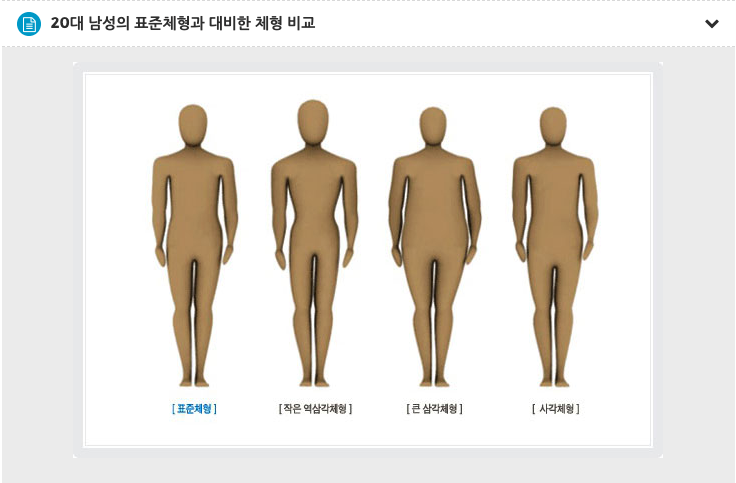 20대 남성의 표준체형과 대비한 체형 비교
[ 표준체형 ]
[ 작은 역삼각체형 ]
[ 큰 삼각체형 ]
[ 사각체형 ]